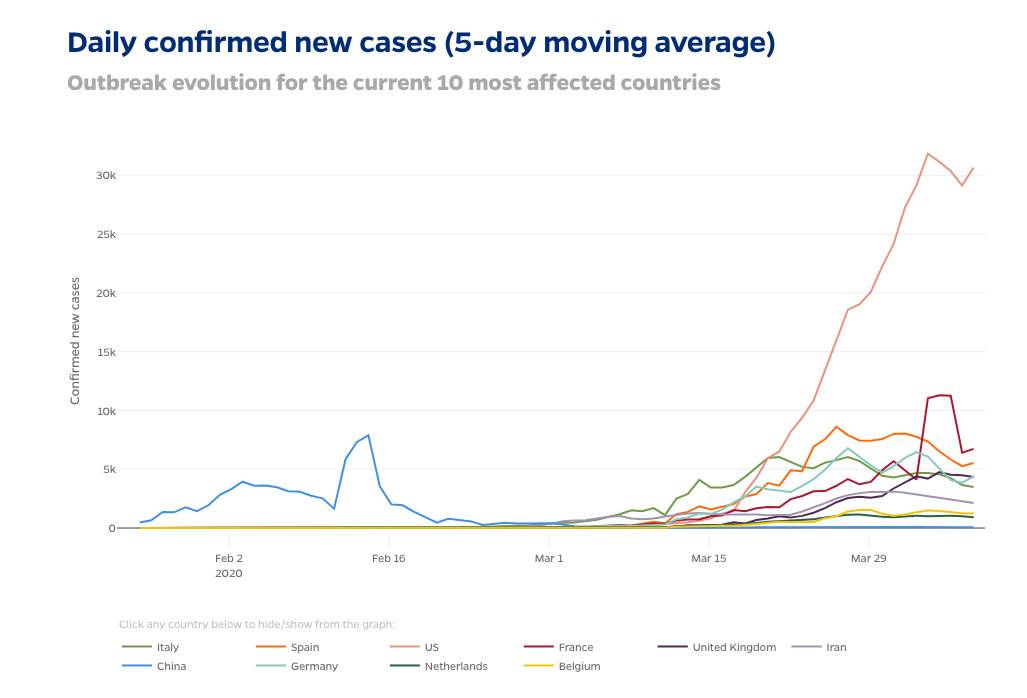 Daily confirmed new cases (5-day moving average)
Outbreak evolution for the current 10 most affected countries
30k
25k
20k
15k
10k
5k
0
Confirmed new cases
Feb 2
2020
Feb 16
Mar 1
Mar 15
Mar 29
Click any country below to hide/show from the graph:
Italy Spain US France United Kingdom Iran
China Germany Netherlands Belgium